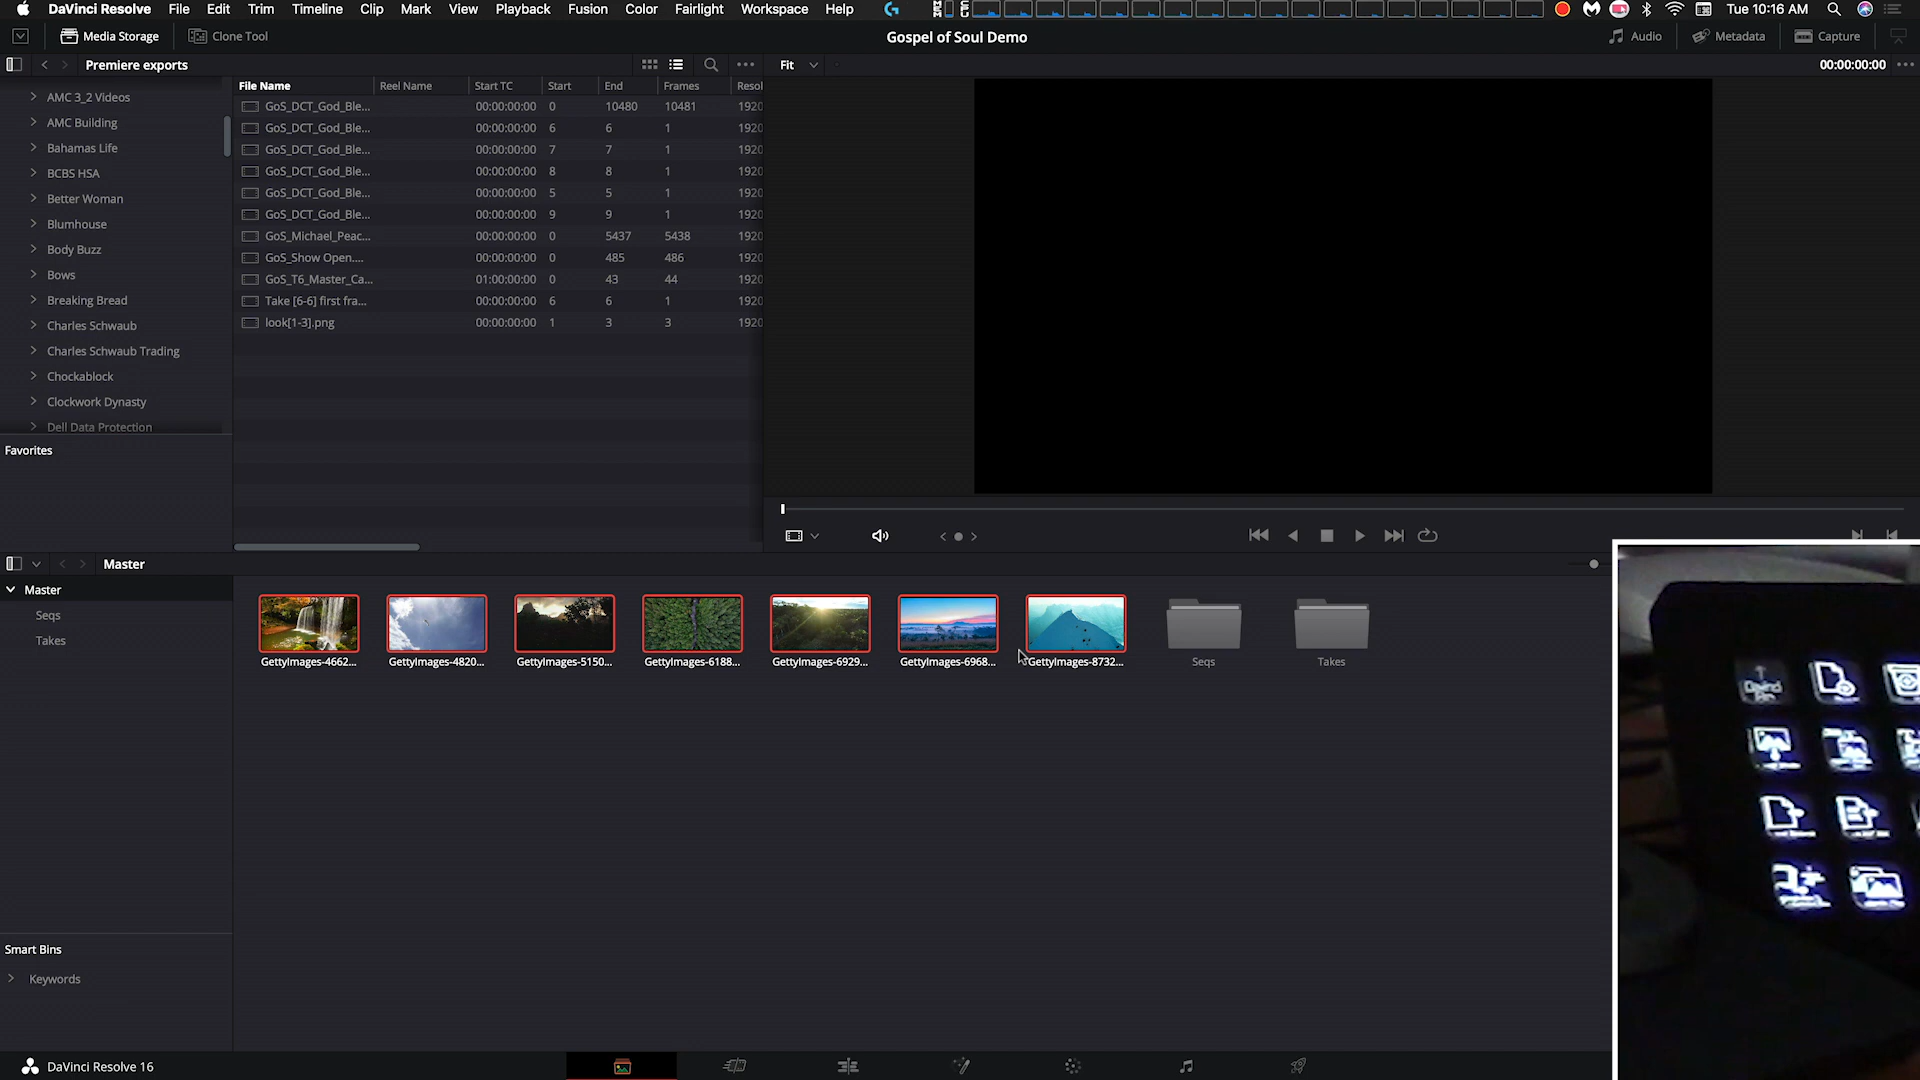 DaVinci Resolve File Edit Trim Timeline Clip Mark View Playback Fusion Color Fairlight Workspace Help Tue 10:16 AM
Media Storage Clone Tool Gospel of Soul Demo Audio Metadata Capture
Premiere exports Fit 00:00:00:00
File Name Reel Name Start TC Start End Frames Resol
AMC 3_2 Videos
AMC Building
Bahamas Life
BCBS HSA
Better Woman
Blumhouse
Body Buzz
Bows
Breaking Bread
Charles Schwaub
Charles Schwaub Trading
Chockablock
Clockwork Dynasty
Dell Data Protection
GoS_DCT_God_Ble... 00:00:00:00 0 10480 10481 1920
GoS_DCT_God_Ble... 00:00:00:00 6 6 1 1920
GoS_DCT_God_Ble... 00:00:00:00 7 7 1 1920
GoS_DCT_God_Ble... 00:00:00:00 8 8 1 1920
GoS_DCT_God_Ble... 00:00:00:00 5 5 1 1920
GoS_DCT_God_Ble... 00:00:00:00 9 9 1 1920
GoS_Michael_Peac... 00:00:00:00 0 5437 5438 1920
GoS_Show Open.... 00:00:00:00 0 485 486 1920
GoS_T6_Master_Ca... 01:00:00:00 0 43 44 1920
Take [6-6] first fra... 00:00:00:00 6 6 1 1920
look[1-3].png 00:00:00:00 1 3 3 1920
Favorites
Master
Master
Seqs
Takes
GettyImages-4662... GettyImages-4820... GettyImages-5150... GettyImages-6188... GettyImages-6929... GettyImages-6968... GettyImages-8732... Seqs Takes
Smart Bins
Keywords
DaVinci Resolve 16